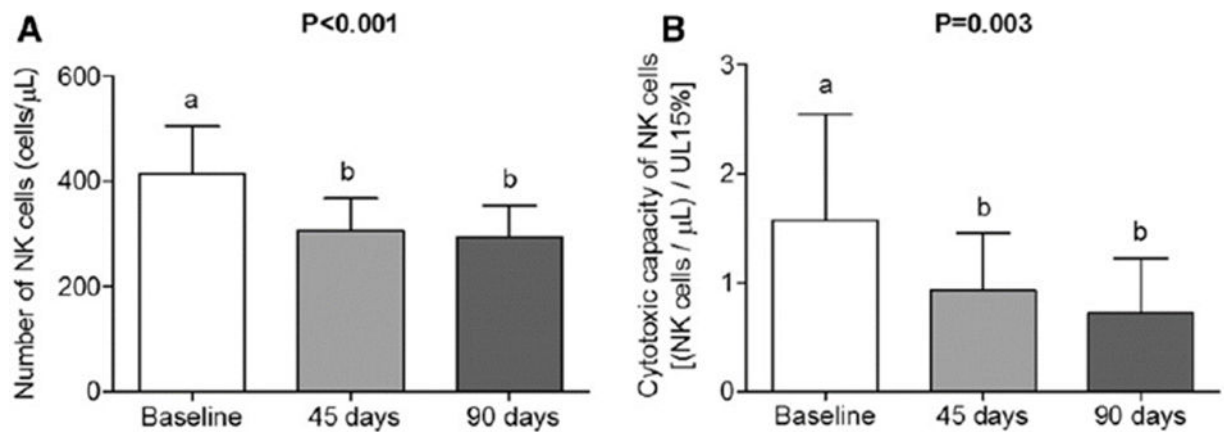 A
P<0.001
Number of NK cells (cells/μL)
600
400
200
0
a
b
b
Baseline
45 days
90 days
B
P=0.003
Cytotoxic capacity of NK cells
[(NK cells / μL) / UL15%]
3
2
1
0
a
b
b
Baseline
45 days
90 days